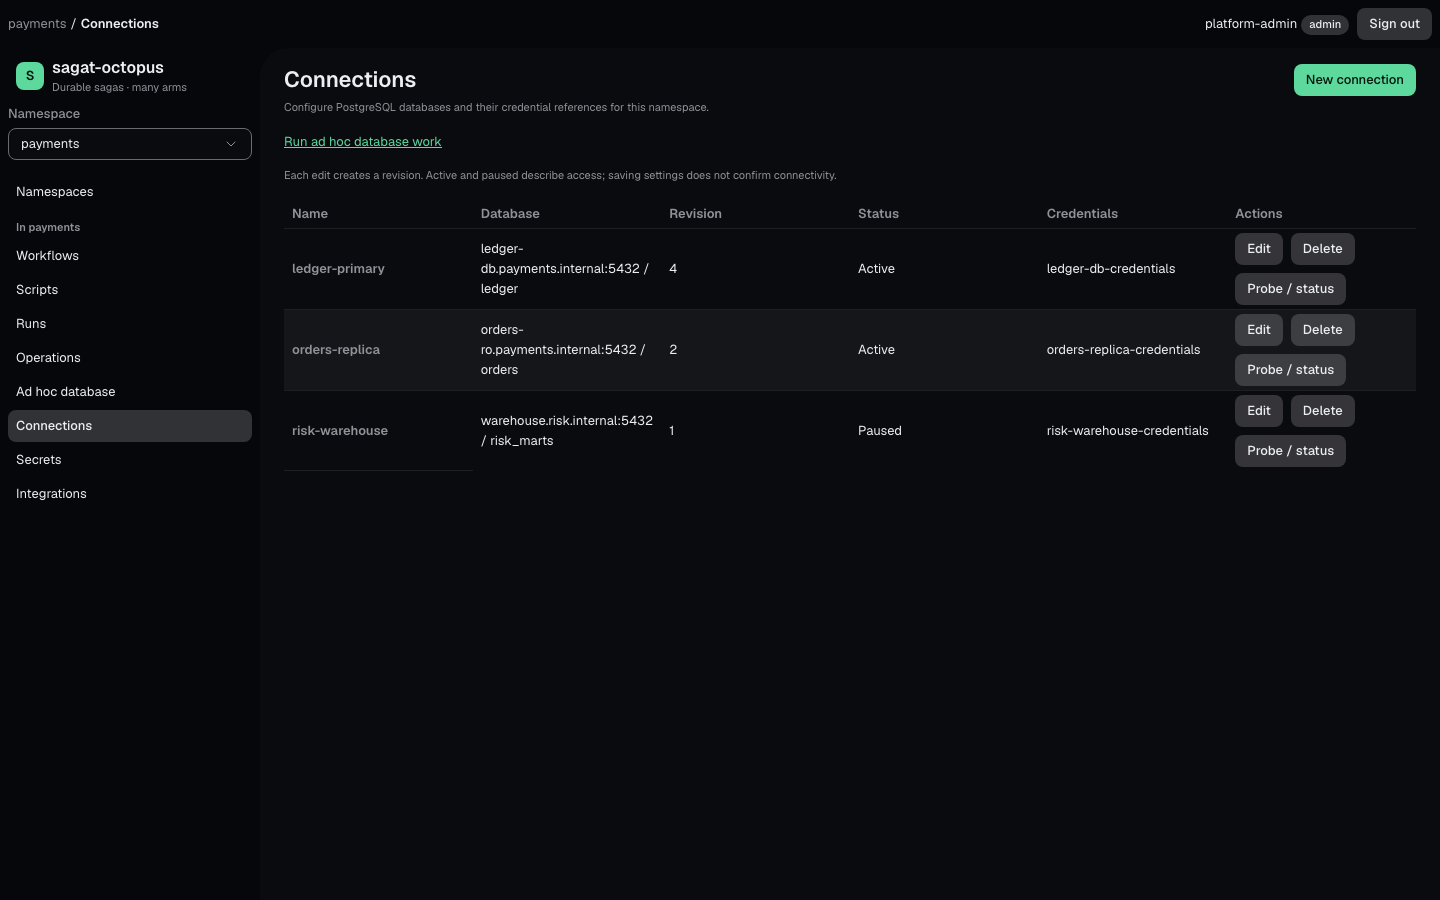 payments / Connections
platform-admin admin Sign out
S
sagat-octopus
Durable sagas · many arms
Namespace
payments
Namespaces
In payments
Workflows
Scripts
Runs
Operations
Ad hoc database
Connections
Secrets
Integrations
Connections
New connection
Configure PostgreSQL databases and their credential references for this namespace.
Run ad hoc database work
Each edit creates a revision. Active and paused describe access; saving settings does not confirm connectivity.
Name Database Revision Status Credentials Actions
ledger-primary
ledger-
db.payments.internal:5432 /
ledger
4
Active
ledger-db-credentials
Edit Delete
Probe / status
orders-replica
orders-
ro.payments.internal:5432 /
orders
2
Active
orders-replica-credentials
Edit Delete
Probe / status
risk-warehouse
warehouse.risk.internal:5432
/ risk_marts
1
Paused
risk-warehouse-credentials
Edit Delete
Probe / status